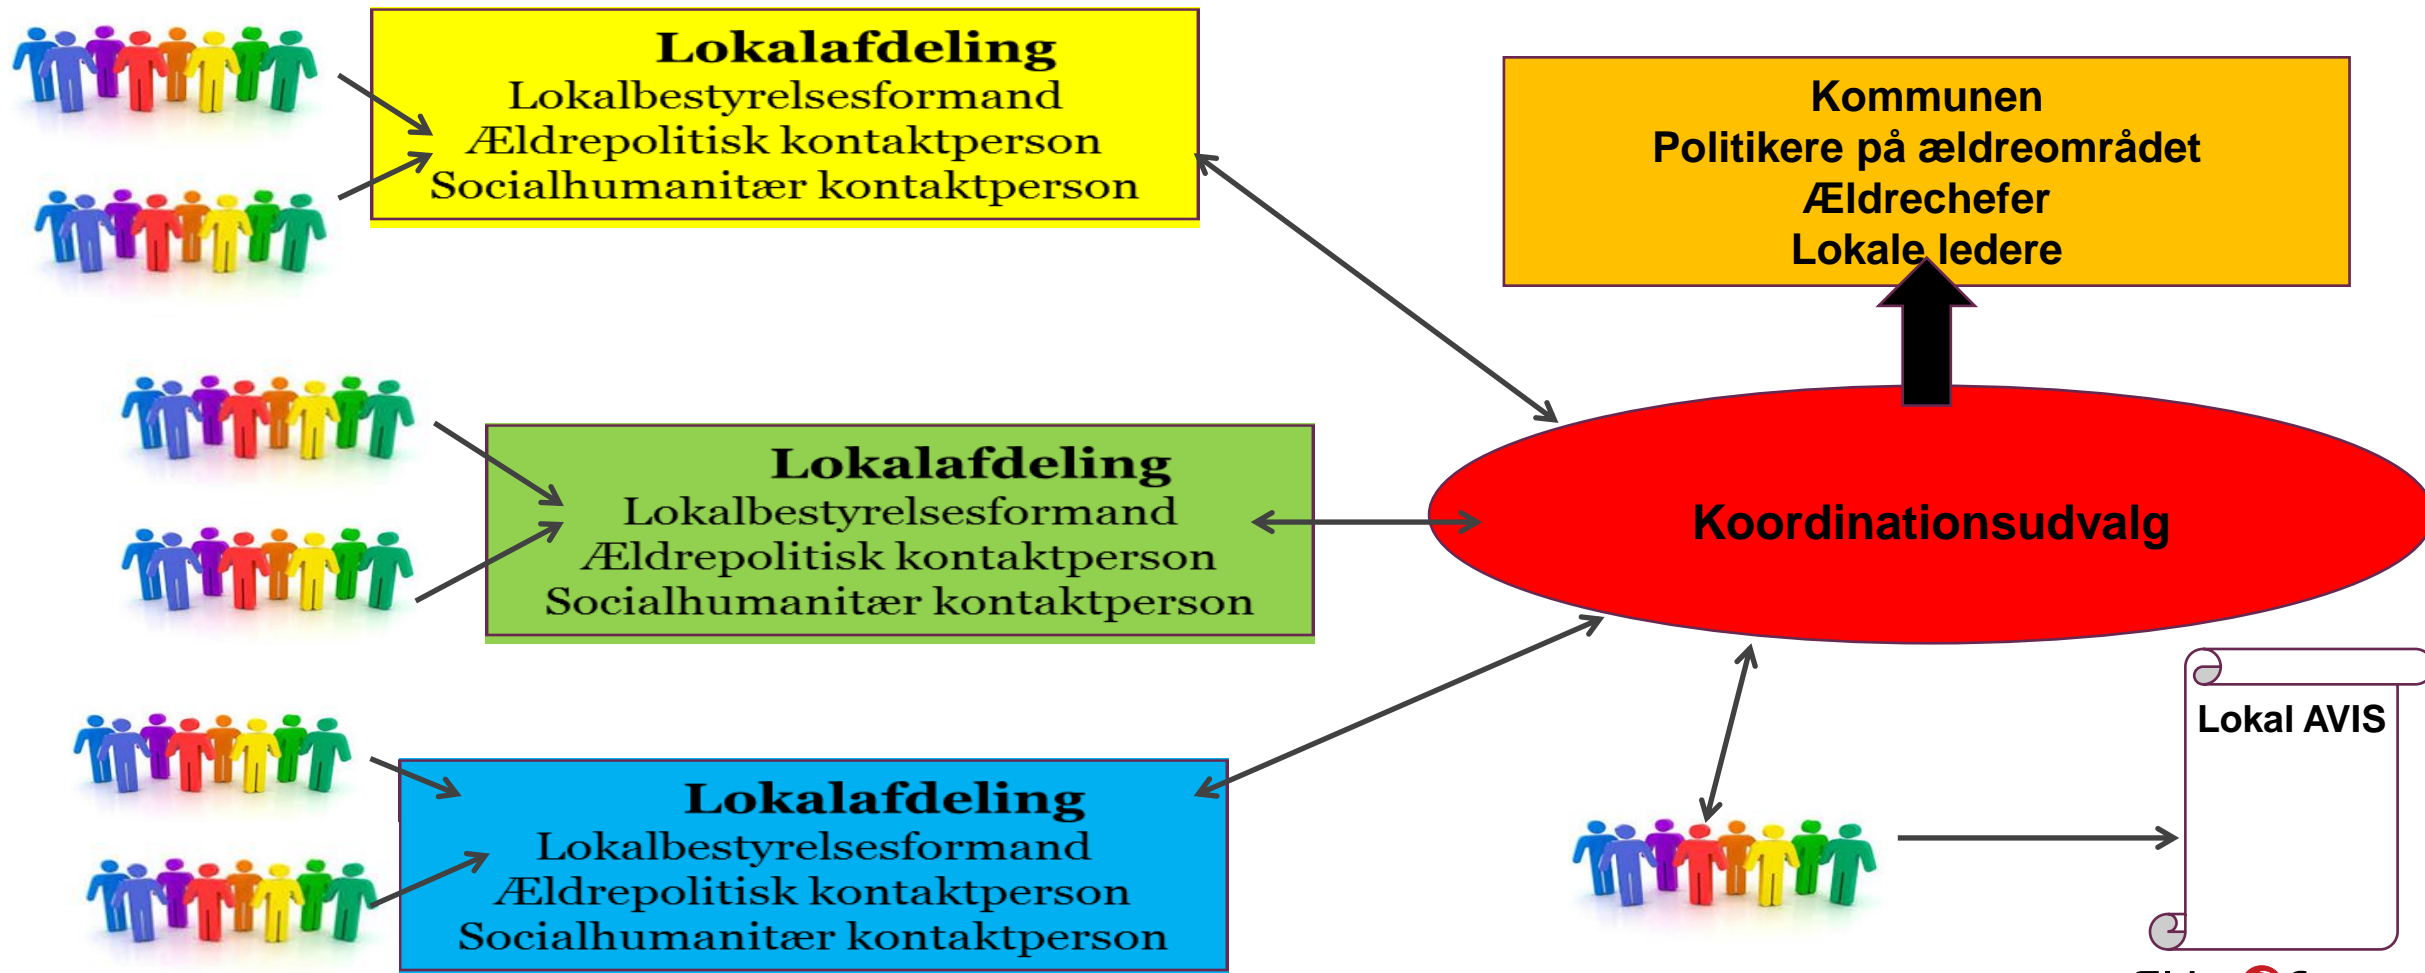 Lokalafdeling
Lokalbestyrelsesformand
Ældrepolitisk kontaktperson
Socialhumanitær kontaktperson
Kommunen
Politikere på ældreområdet
Ældrechefer
Lokale ledere
Lokalafdeling
Lokalbestyrelsesformand
Ældrepolitisk kontaktperson
Socialhumanitær kontaktperson
Koordinationsudvalg
Lokalafdeling
Lokalbestyrelsesformand
Ældrepolitisk kontaktperson
Socialhumanitær kontaktperson
Lokal AVIS